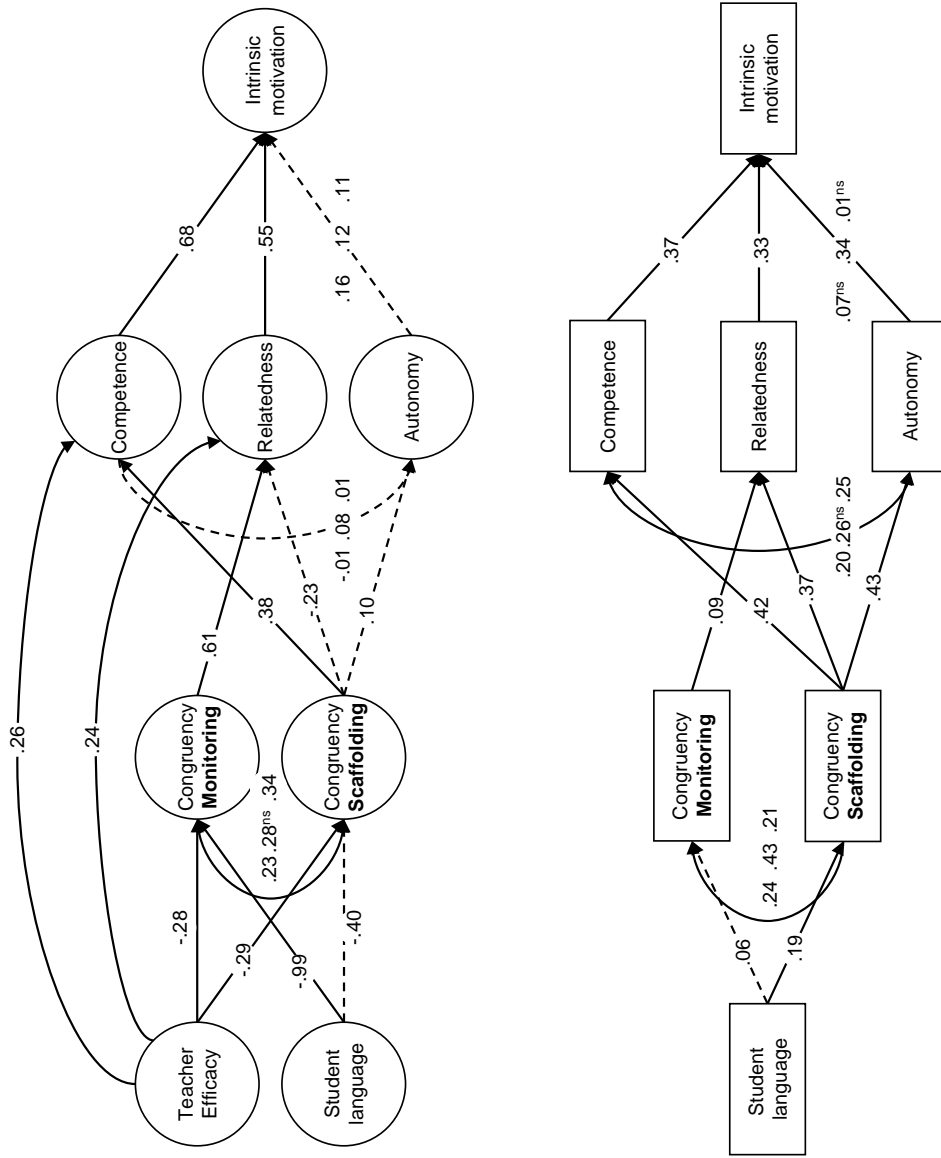 .26
.24
Teacher
Efficacy
Student
language
-.28
-.29
-.99
-.40
Congruency
Monitoring
.23 .28ns .34
Congruency
Scaffolding
.61
.38
-.23
.10
Competence
Relatedness
Autonomy
-.01 .08 .01
.68
.55
.16 .12 .11
Intrinsic
motivation
Student
language
.06
.19
Congruency
Monitoring
.24 .43 .21
Congruency
Scaffolding
.09
.42
.37
.43
Competence
Relatedness
Autonomy
.20 .26ns .25
.37
.33
.07ns .34 .01ns
Intrinsic
motivation